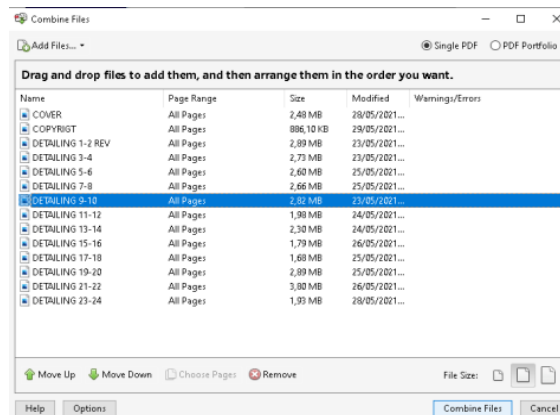 Combine Files
Add Files... Single PDF PDF Portfolio
Drag and drop files to add them, and then arrange them in the order you want.
Name Page Range Size Modified Warnings/Errors
COVER All Pages 2,48 MB 28/05/2021...
COPYRIGT All Pages 886,10 KB 29/05/2021...
DETAILING 1-2 REV All Pages 2,89 MB 23/05/2021...
DETAILING 3-4 All Pages 2,73 MB 23/05/2021...
DETAILING 5-6 All Pages 2,60 MB 25/05/2021...
DETAILING 7-8 All Pages 2,66 MB 25/05/2021...
DETAILING 9-10 All Pages 2,82 MB 23/05/2021...
DETAILING 11-12 All Pages 1,98 MB 24/05/2021...
DETAILING 13-14 All Pages 2,30 MB 24/05/2021...
DETAILING 15-16 All Pages 1,79 MB 26/05/2021...
DETAILING 17-18 All Pages 1,68 MB 25/05/2021...
DETAILING 19-20 All Pages 2,89 MB 25/05/2021...
DETAILING 21-22 All Pages 3,80 MB 26/05/2021...
DETAILING 23-24 All Pages 1,93 MB 28/05/2021...
Move Up Move Down Choose Pages Remove File Size:
Help Options Combine Files Cancel